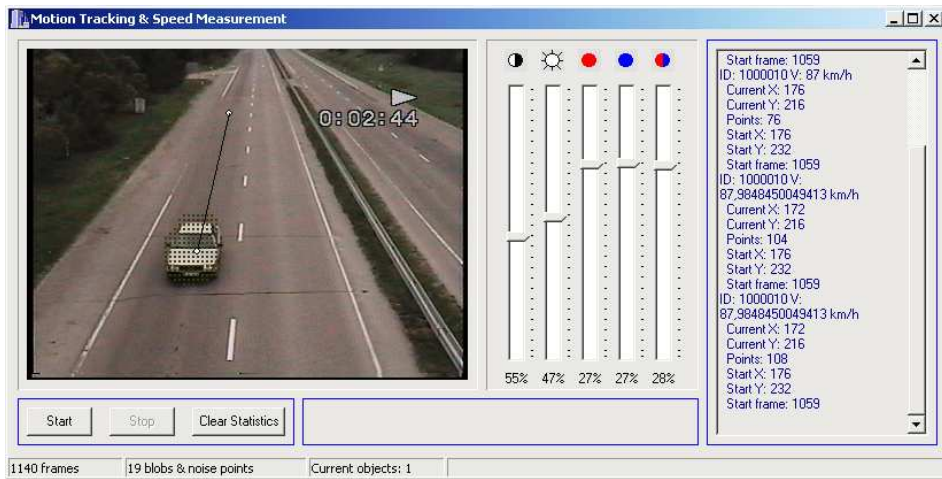 Motion Tracking & Speed Measurement
0:02:44
55% 47% 27% 27% 28%
Start frame: 1059
ID: 1000010 V: 87 km/h
Current X: 176
Current Y: 216
Points: 76
Start X: 176
Start Y: 232
Start frame: 1059
ID: 1000010 V:
87,9848450049413 km/h
Current X: 172
Current Y: 216
Points: 104
Start X: 176
Start Y: 232
Start frame: 1059
ID: 1000010 V:
87,9848450049413 km/h
Current X: 172
Current Y: 216
Points: 108
Start X: 176
Start Y: 232
Start frame: 1059
Start Stop Clear Statistics
1140 frames 19 blobs & noise points Current objects: 1